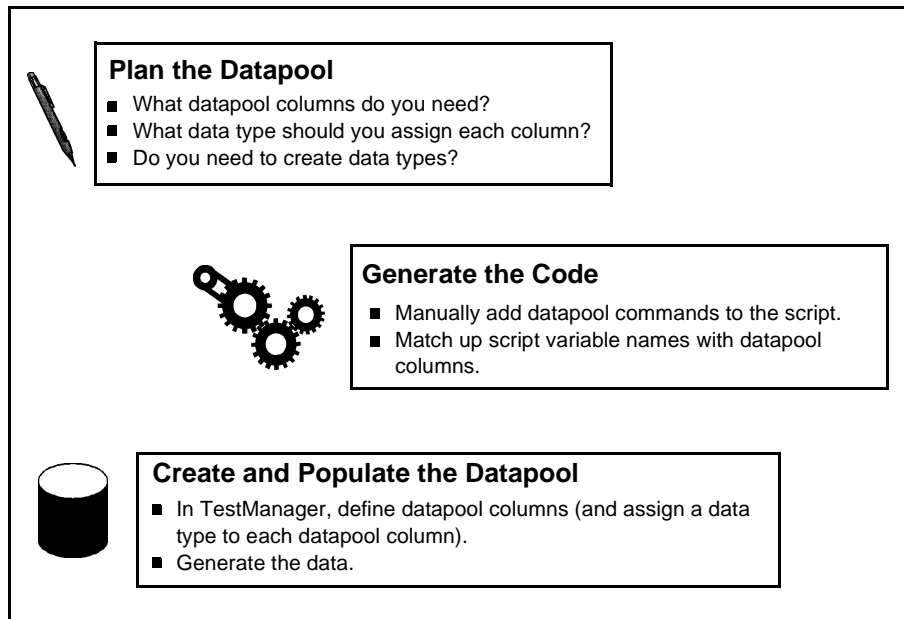 Plan the Datapool
■ What datapool columns do you need?
■ What data type should you assign each column?
■ Do you need to create data types?
Generate the Code
■ Manually add datapool commands to the script.
■ Match up script variable names with datapool
columns.
Create and Populate the Datapool
■ In TestManager, define datapool columns (and assign a data
type to each datapool column).
■ Generate the data.